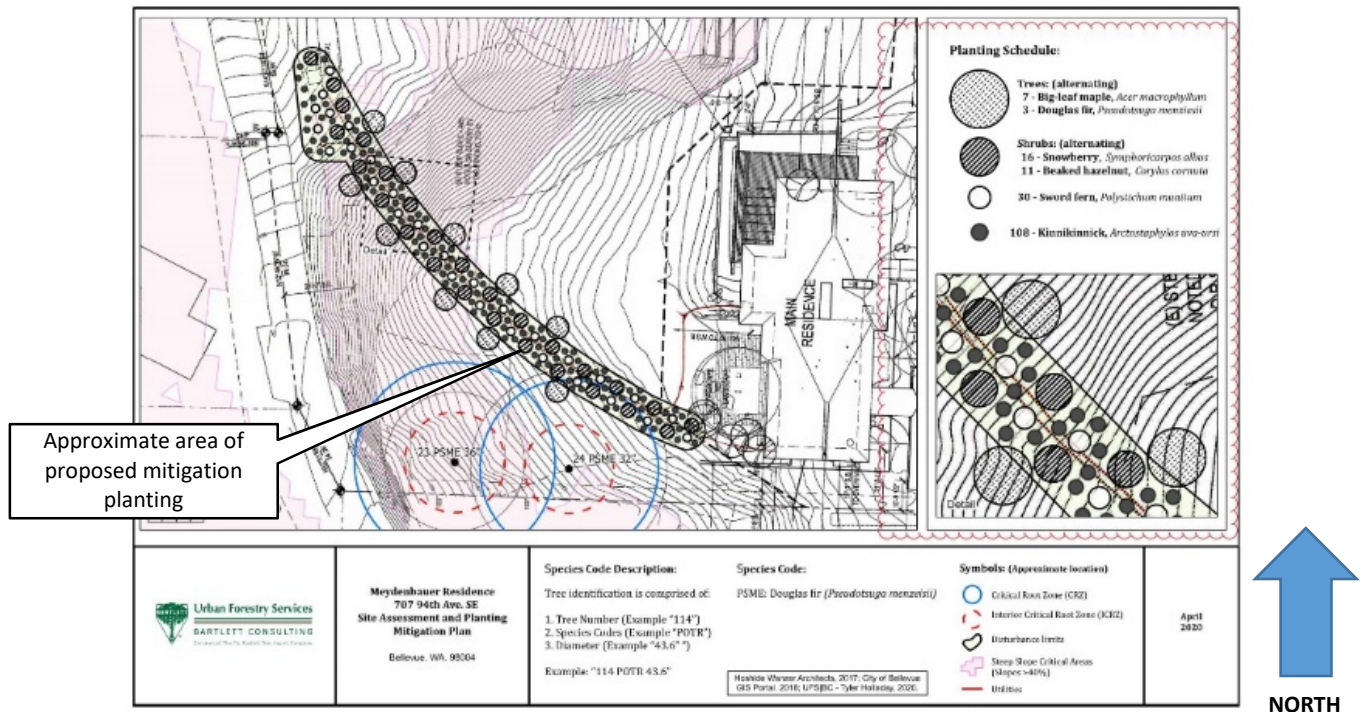 Planting Schedule:
Trees: (alternating)
7 - Big-leaf maple, Acer macrophyllum
3 - Douglas fir, Pseudotsuga menziesii
Shrubs: (alternating)
16 - Snowberry, Symphoricarpos albus
11 - Beaked hazelnut, Corylus cornuta
30 - Sword fern, Polystichum munitum
108 - Kinnikinnick, Arctostaphylos uva-ursi
Detail
MAIN
RESIDENCE
23 PSME 36"
24 PSME 32"
Approximate area of
proposed mitigation
planting
Detail
BARTLETT
Urban Forestry Services
BARTLETT CONSULTING
Meydenbauer Residence
707 94th Ave. SE
Site Assessment and Planting
Mitigation Plan
Bellevue, WA. 98004
Species Code Description:
Tree identification is comprised of:
1. Tree Number (Example "114")
2. Species Codes (Example "POTR")
3. Diameter (Example "43.6" ")
Example: "114 POTR 43.6"
Species Code:
PSME: Douglas fir (Pseudotsuga menzeisii)
Hoshide Wanzer Architects, 2017; City of Bellevue
GIS Portal, 2018; UFS|BC - Tyler Holladay, 2020.
Symbols: (Approximate location)
Critical Root Zone (CRZ)
Interior Critical Root Zone (ICRZ)
Disturbance limits
Steep Slope Critical Areas
(Slopes >40%)
Utilities
April
2020
NORTH